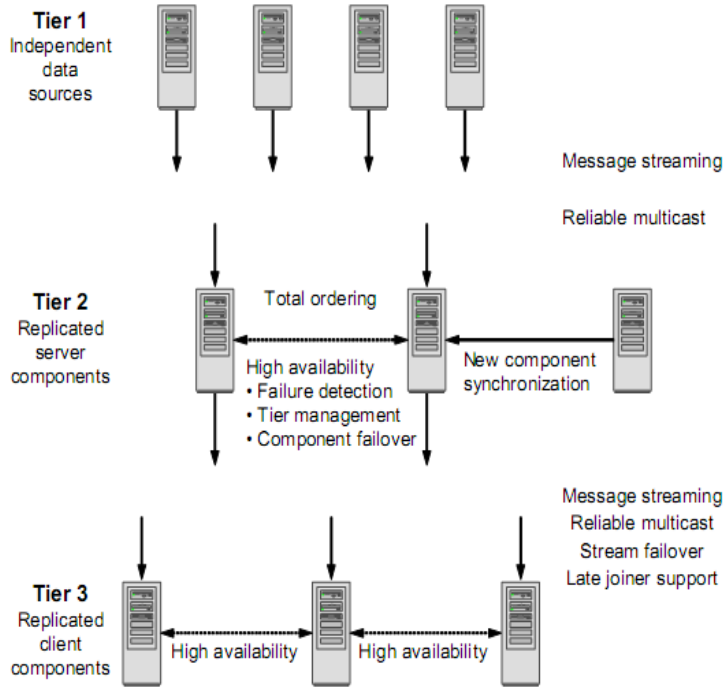 Tier 1
Independent
data
sources
Message streaming
Reliable multicast
Tier 2
Replicated
server
components
Total ordering
High availability
• Failure detection
• Tier management
• Component failover
New component
synchronization
Message streaming
Reliable multicast
Stream failover
Late joiner support
Tier 3
Replicated
client
components
High availability
High availability